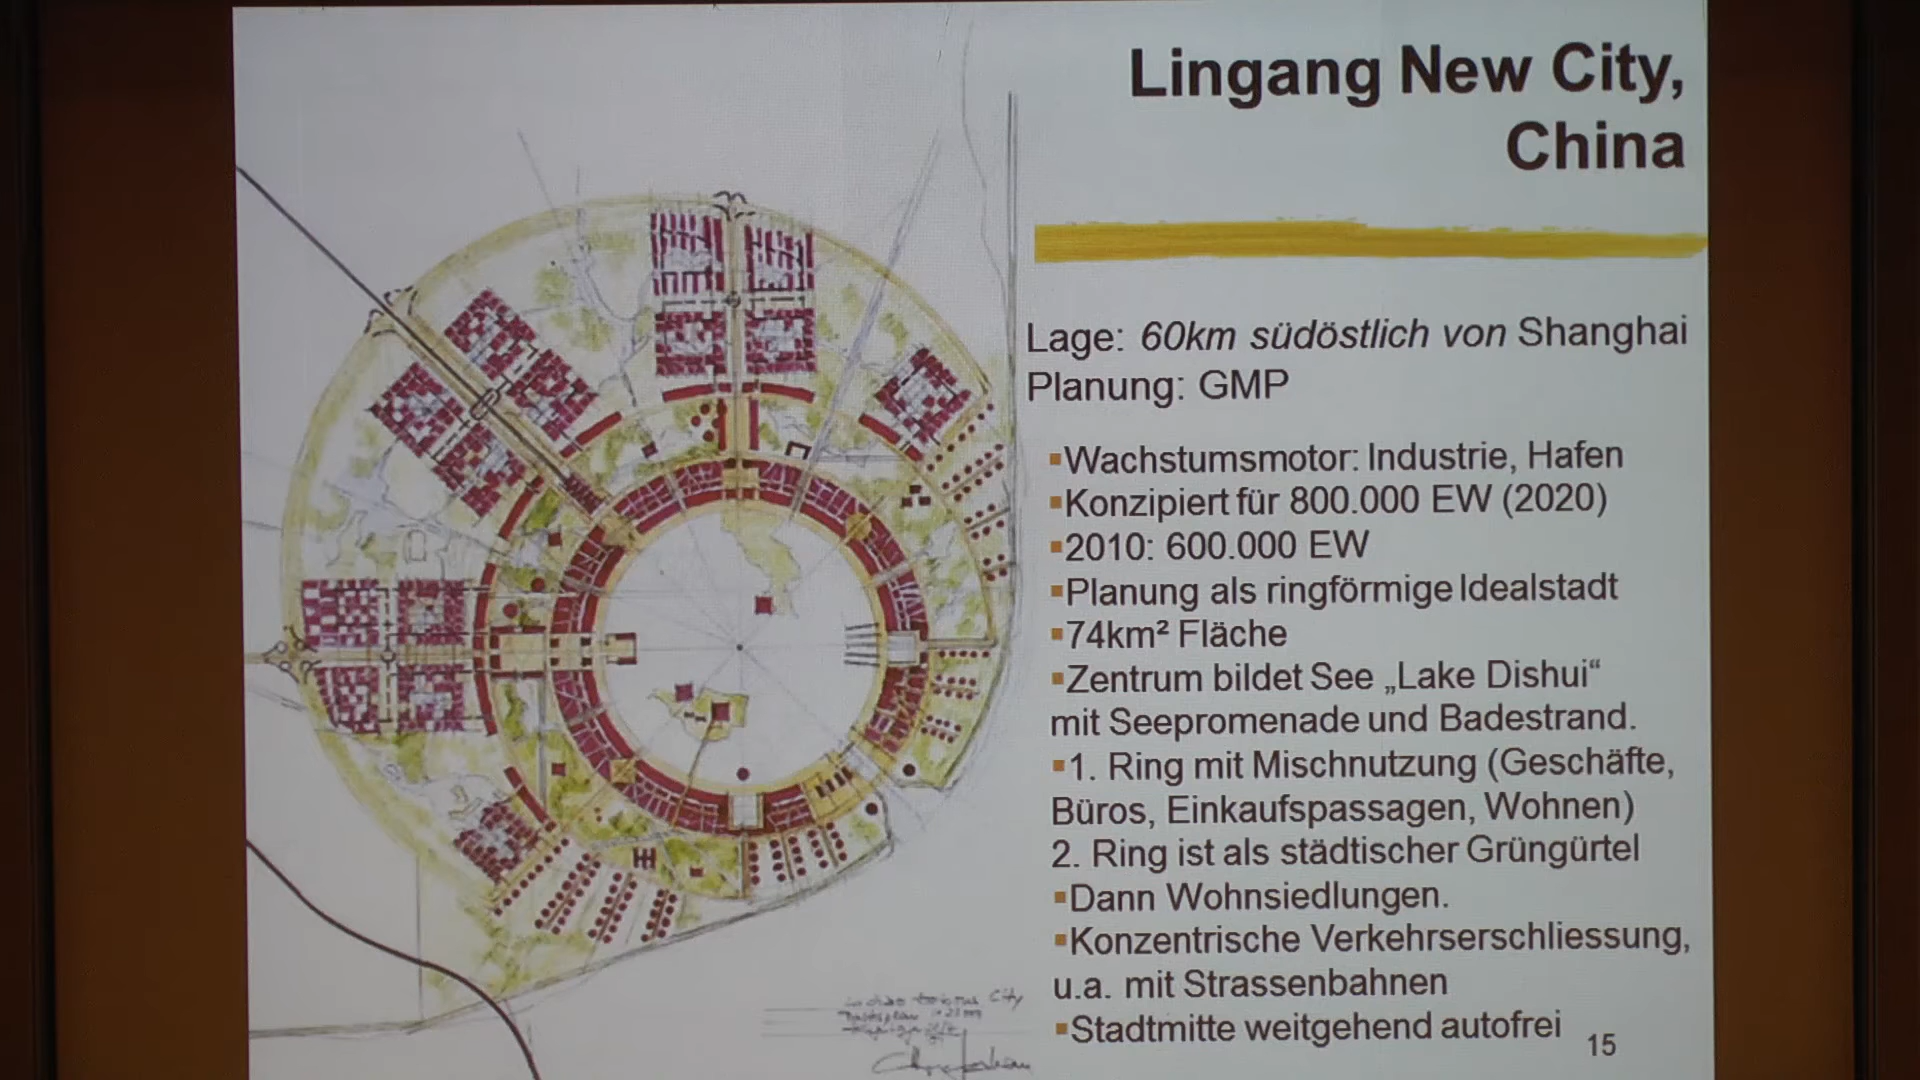 Lingang New City,
China
Lage: 60km südöstlich von Shanghai
Planung: GMP
▪Wachstumsmotor: Industrie, Hafen
▪Konzipiert für 800.000 EW (2020)
▪2010: 600.000 EW
▪Planung als ringförmige Idealstadt
▪74km² Fläche
▪Zentrum bildet See „Lake Dishui“
mit Seepromenade und Badestrand.
▪1. Ring mit Mischnutzung (Geschäfte,
Büros, Einkaufspassagen, Wohnen)
2. Ring ist als städtischer Grüngürtel
▪Dann Wohnsiedlungen.
▪Konzentrische Verkehrserschliessung,
u.a. mit Strassenbahnen
▪Stadtmitte weitgehend autofrei
15
City